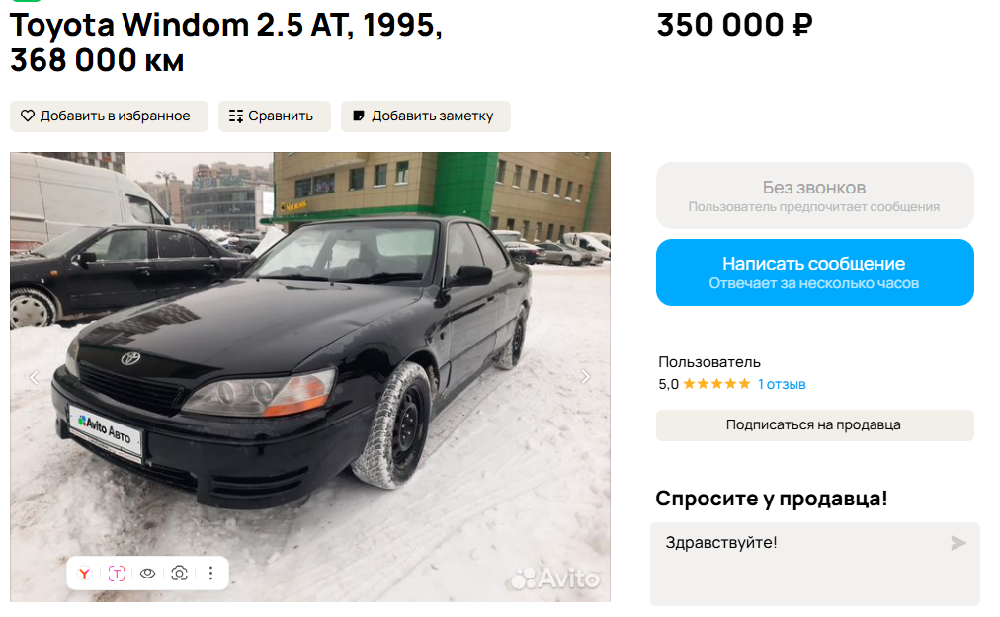 Toyota Windom 2.5 AT, 1995,
368 000 км
350 000 ₽
Добавить в избранное
Сравнить
Добавить заметку
Avito Авто
Avito
Без звонков
Пользователь предпочитает сообщения
Написать сообщение
Отвечает за несколько часов
Пользователь
5,0
1 отзыв
Подписаться на продавца
Спросите у продавца!
Здравствуйте!